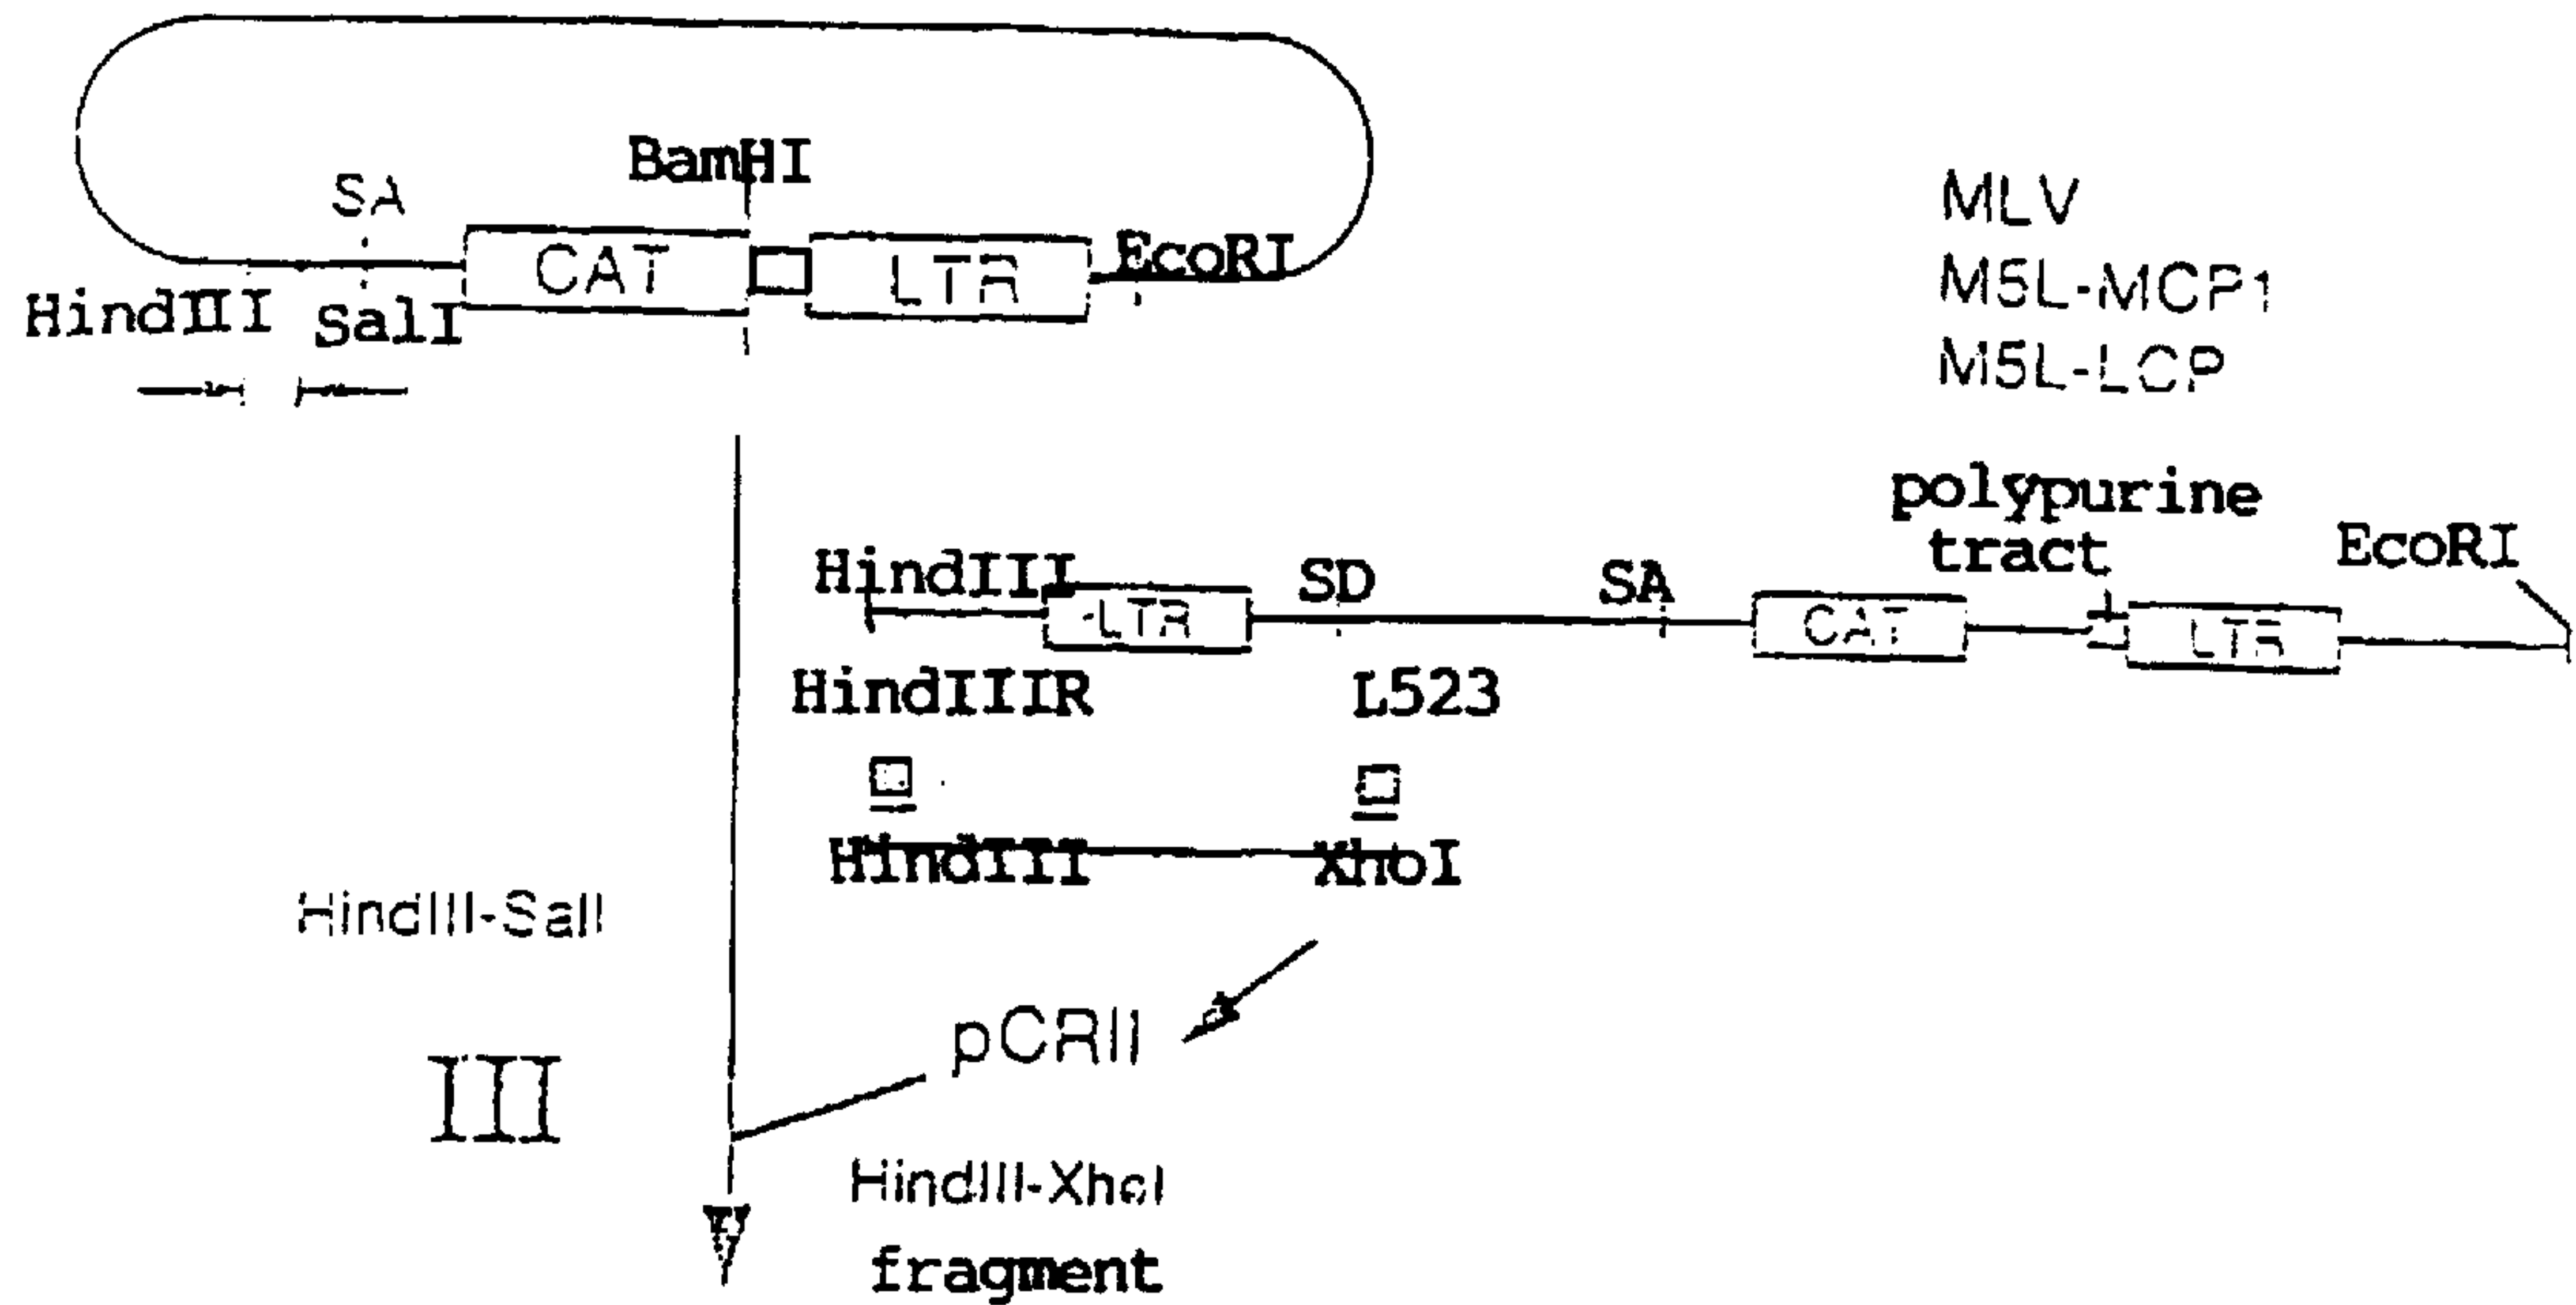 BamHI
SA
CAT
LTR
EcoRI
HindIII
SalI
MLV
M5L-MCP1
M5L-LCP
polypurine
tract
EcoRI
HindIII
LTR
SD
SA
CAT
LTR
HindIIIR
L523
HindIII
XhoI
HindIII-SalI
pCRII
III
HindIII-XhoI
fragment